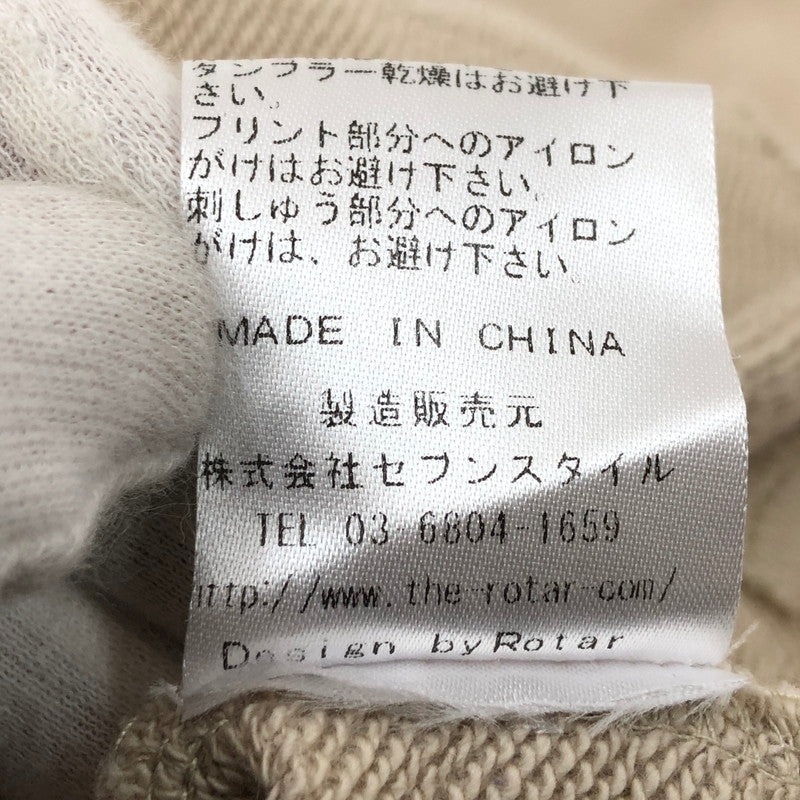 タンブラー乾燥はお避け下
さい。
プリント部分へのアイロン
がけはお避け下さい。
刺しゅう部分へのアイロン
がけは、お避け下さい。
MADE IN CHINA
製造販売元
株式会社セブンスタイル
TEL 03-6804-1659
http://www.the-rotar-com/
Design byRotar